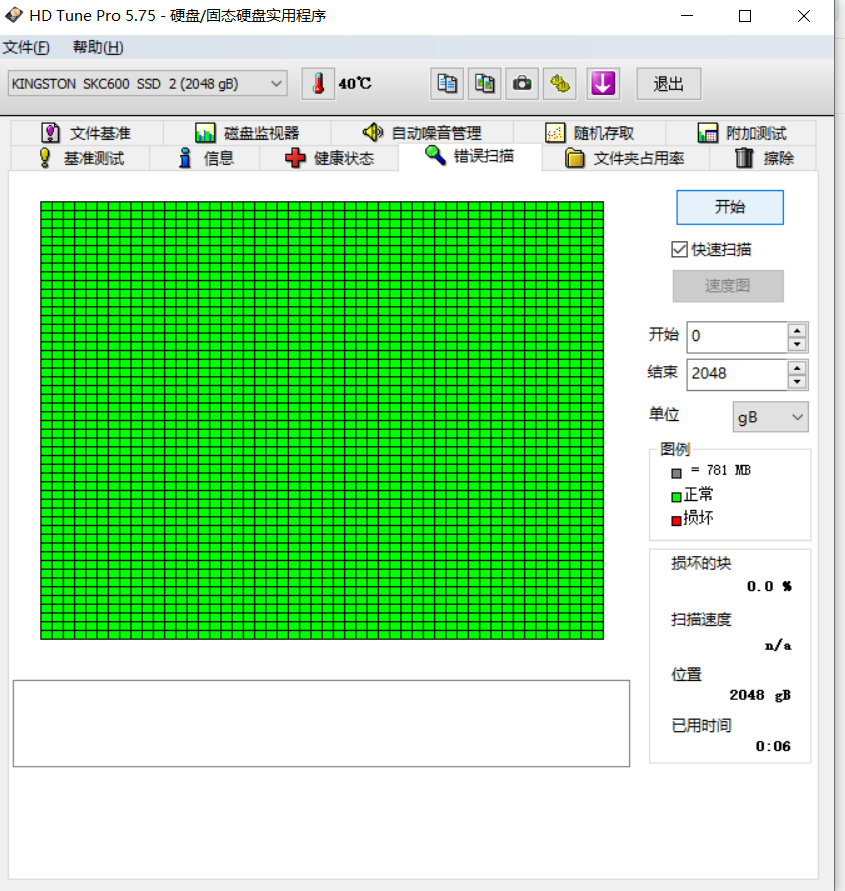 HD Tune Pro 5.75 - 硬盘/固态硬盘实用程序
文件(F) 帮助(H)
KINGSTON SKC600 SSD 2 (2048 gB) 40℃ 退出
文件基准 磁盘监视器 自动噪音管理 随机存取 附加测试
基准测试 信息 健康状态 错误扫描 文件夹占用率 擦除
开始
快速扫描
速度图
开始 0
结束 2048
单位 gB
图例
= 781 MB
正常
损坏
损坏的块
0.0 %
扫描速度
n/a
位置
2048 gB
已用时间
0:06